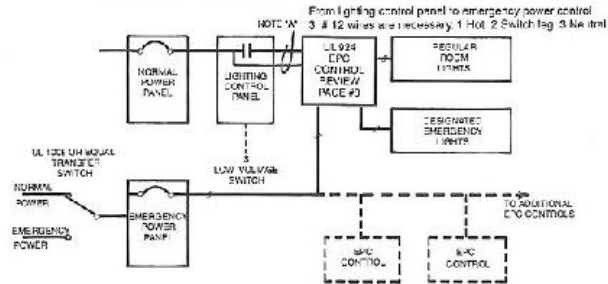 From lighting control panel to emergency power control
NOTE "A"
3 #12 wires are necessary. 1 Hot 2 Switch leg 3 Neutral
NORMAL
POWER
PANEL
LIGHTING
CONTROL
PANEL
UL 924
EPC
CONTROL
REVIEW
PAGE #3
REGULAR
ROOM
LIGHTS
DESIGNATED
EMERGENCY
LIGHTS
LOW VOLTAGE
SWITCH
UL 1008 OR EQUAL
TRANSFER
SWITCH
NORMAL
POWER
EMERGENCY
POWER
EMERGENCY
POWER
PANEL
TO ADDITIONAL
EPC CONTROLS
EPC
CONTROL
EPC
CONTROL